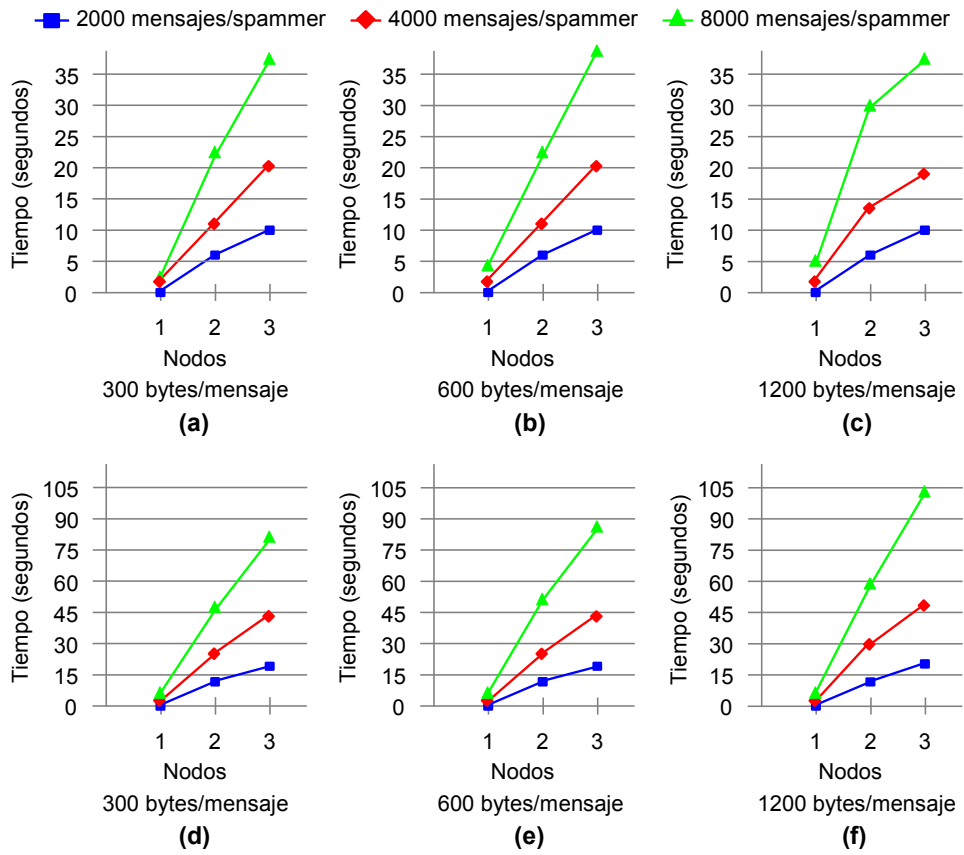 2000 mensajes/spammer 4000 mensajes/spammer 8000 mensajes/spammer
Tiempo (segundos)
35
30
25
20
15
10
5
0
1 2 3
Nodos
300 bytes/mensaje
(a)
Tiempo (segundos)
35
30
25
20
15
10
5
0
1 2 3
Nodos
600 bytes/mensaje
(b)
Tiempo (segundos)
35
30
25
20
15
10
5
0
1 2 3
Nodos
1200 bytes/mensaje
(c)
Tiempo (segundos)
105
90
75
60
45
30
15
0
1 2 3
Nodos
300 bytes/mensaje
(d)
Tiempo (segundos)
105
90
75
60
45
30
15
0
1 2 3
Nodos
600 bytes/mensaje
(e)
Tiempo (segundos)
105
90
75
60
45
30
15
0
1 2 3
Nodos
1200 bytes/mensaje
(f)